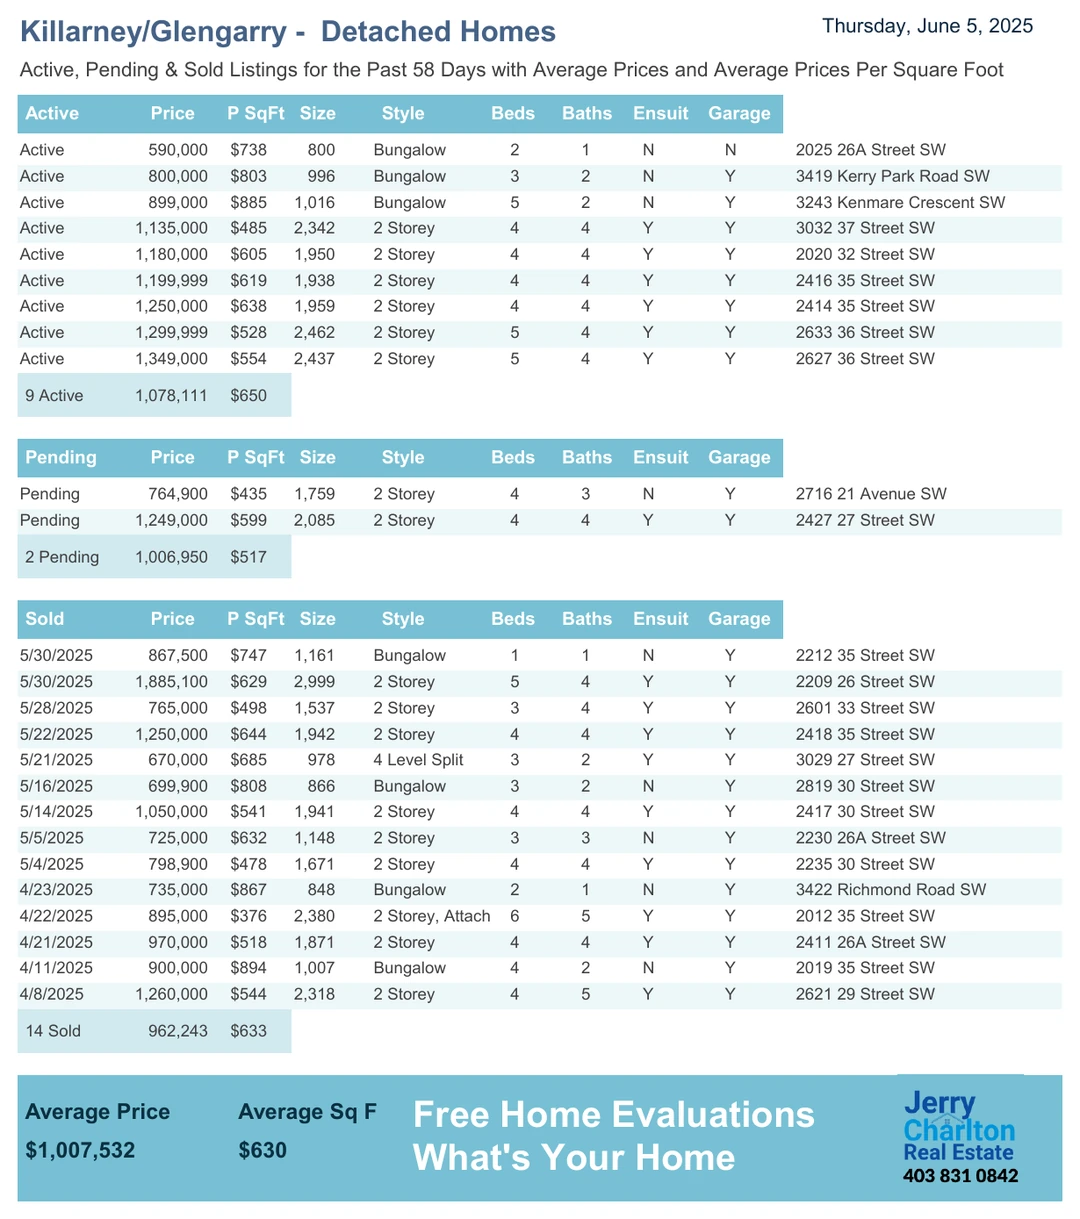 Killarney/Glengarry -  Detached Homes
Thursday, June 5, 2025
Active, Pending & Sold Listings for the Past 58 Days with Average Prices and Average Prices Per Square Foot
Active Price P SqFt Size Style Beds Baths Ensuit Garage
Active 590,000 $738 800 Bungalow 2 1 N N 2025 26A Street SW
Active 800,000 $803 996 Bungalow 3 2 N Y 3419 Kerry Park Road SW
Active 899,000 $885 1,016 Bungalow 5 2 N Y 3243 Kenmare Crescent SW
Active 1,135,000 $485 2,342 2 Storey 4 4 Y Y 3032 37 Street SW
Active 1,180,000 $605 1,950 2 Storey 4 4 Y Y 2020 32 Street SW
Active 1,199,999 $619 1,938 2 Storey 4 4 Y Y 2416 35 Street SW
Active 1,250,000 $638 1,959 2 Storey 4 4 Y Y 2414 35 Street SW
Active 1,299,999 $528 2,462 2 Storey 5 4 Y Y 2633 36 Street SW
Active 1,349,000 $554 2,437 2 Storey 5 4 Y Y 2627 36 Street SW
9 Active 1,078,111 $650
Pending Price P SqFt Size Style Beds Baths Ensuit Garage
Pending 764,900 $435 1,759 2 Storey 4 3 N Y 2716 21 Avenue SW
Pending 1,249,000 $599 2,085 2 Storey 4 4 Y Y 2427 27 Street SW
2 Pending 1,006,950 $517
Sold Price P SqFt Size Style Beds Baths Ensuit Garage
5/30/2025 867,500 $747 1,161 Bungalow 1 1 N Y 2212 35 Street SW
5/30/2025 1,885,100 $629 2,999 2 Storey 5 4 Y Y 2209 26 Street SW
5/28/2025 765,000 $498 1,537 2 Storey 3 4 Y Y 2601 33 Street SW
5/22/2025 1,250,000 $644 1,942 2 Storey 4 4 Y Y 2418 35 Street SW
5/21/2025 670,000 $685 978 4 Level Split 3 2 Y Y 3029 27 Street SW
5/16/2025 699,900 $808 866 Bungalow 3 2 N Y 2819 30 Street SW
5/14/2025 1,050,000 $541 1,941 2 Storey 4 4 Y Y 2417 30 Street SW
5/5/2025 725,000 $632 1,148 2 Storey 3 3 N Y 2230 26A Street SW
5/4/2025 798,900 $478 1,671 2 Storey 4 4 Y Y 2235 30 Street SW
4/23/2025 735,000 $867 848 Bungalow 2 1 N Y 3422 Richmond Road SW
4/22/2025 895,000 $376 2,380 2 Storey, Attach 6 5 Y Y 2012 35 Street SW
4/21/2025 970,000 $518 1,871 2 Storey 4 4 Y Y 2411 26A Street SW
4/11/2025 900,000 $894 1,007 Bungalow 4 2 N Y 2019 35 Street SW
4/8/2025 1,260,000 $544 2,318 2 Storey 4 5 Y Y 2621 29 Street SW
14 Sold 962,243 $633
Average Price Average Sq F
$1,007,532 $630
Free Home Evaluations
What's Your Home
Jerry
Charlton
Real Estate
403 831 0842